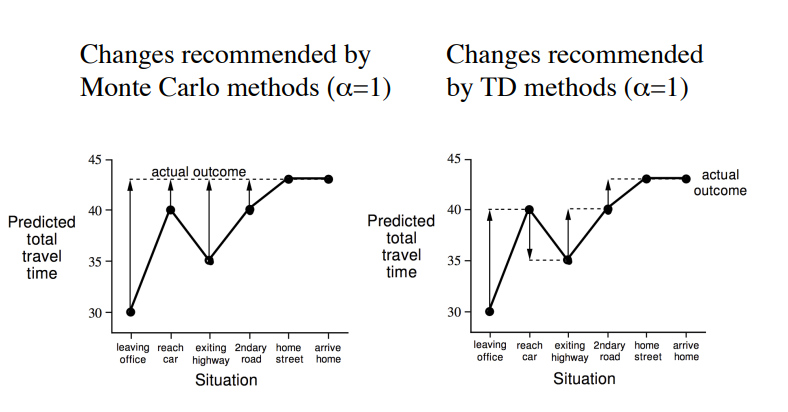 Changes recommended by
Monte Carlo methods (α=1)
Changes recommended
by TD methods (α=1)
45
40
35
30
actual outcome
Predicted
total
travel
time
leaving
office
reach
car
exiting
highway
2ndary
road
home
street
arrive
home
Situation
45
40
35
30
actual
outcome
Predicted
total
travel
time
leaving
office
reach
car
exiting
highway
2ndary
road
home
street
arrive
home
Situation